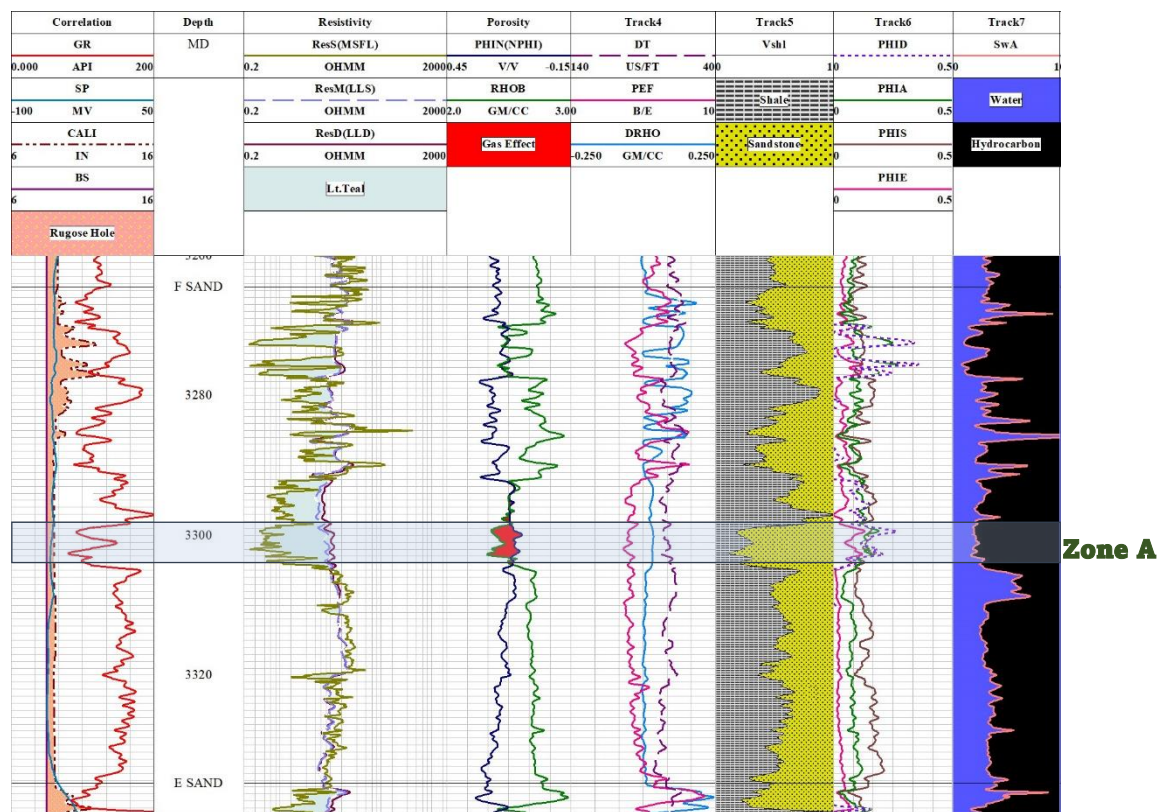 Correlation Depth Resistivity Porosity Track4 Track5 Track6 Track7
GR MD ResS(MSFL) PHIN(NPHI) DT Vshl PHID SwA
0.000 API 200 0.2 OHMM 2000 0.45 V/V -0.15 140 US/FT 40 0 1 0 0.5 0 1
SP ResM(LLS) RHOB PEF Shale PHIA Water
-100 MV 50 0.2 OHMM 2000 2.0 GM/CC 3.00 0 B/E 10 0 0.5
CALI ResD(LLD) Gas Effect DRHO Sandstone PHIS Hydrocarbon
6 IN 16 0.2 OHMM 2000 -0.250 GM/CC 0.250 0 0.5
BS Lt.Teal PHIE
6 16 0 0.5
Rugose Hole
F SAND
3280
3300
Zone A
3320
E SAND